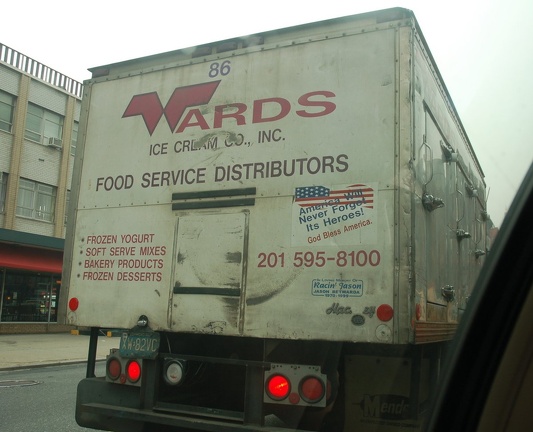 86
WARDS
ICE CREAM CO., INC.
FOOD SERVICE DISTRIBUTORS
America Will
Never Forget
Its Heroes!
God Bless America.
• FROZEN YOGURT
• SOFT SERVE MIXES
• BAKERY PRODUCTS
• FROZEN DESSERTS
201 595-8100
Racin' Jason
Hac